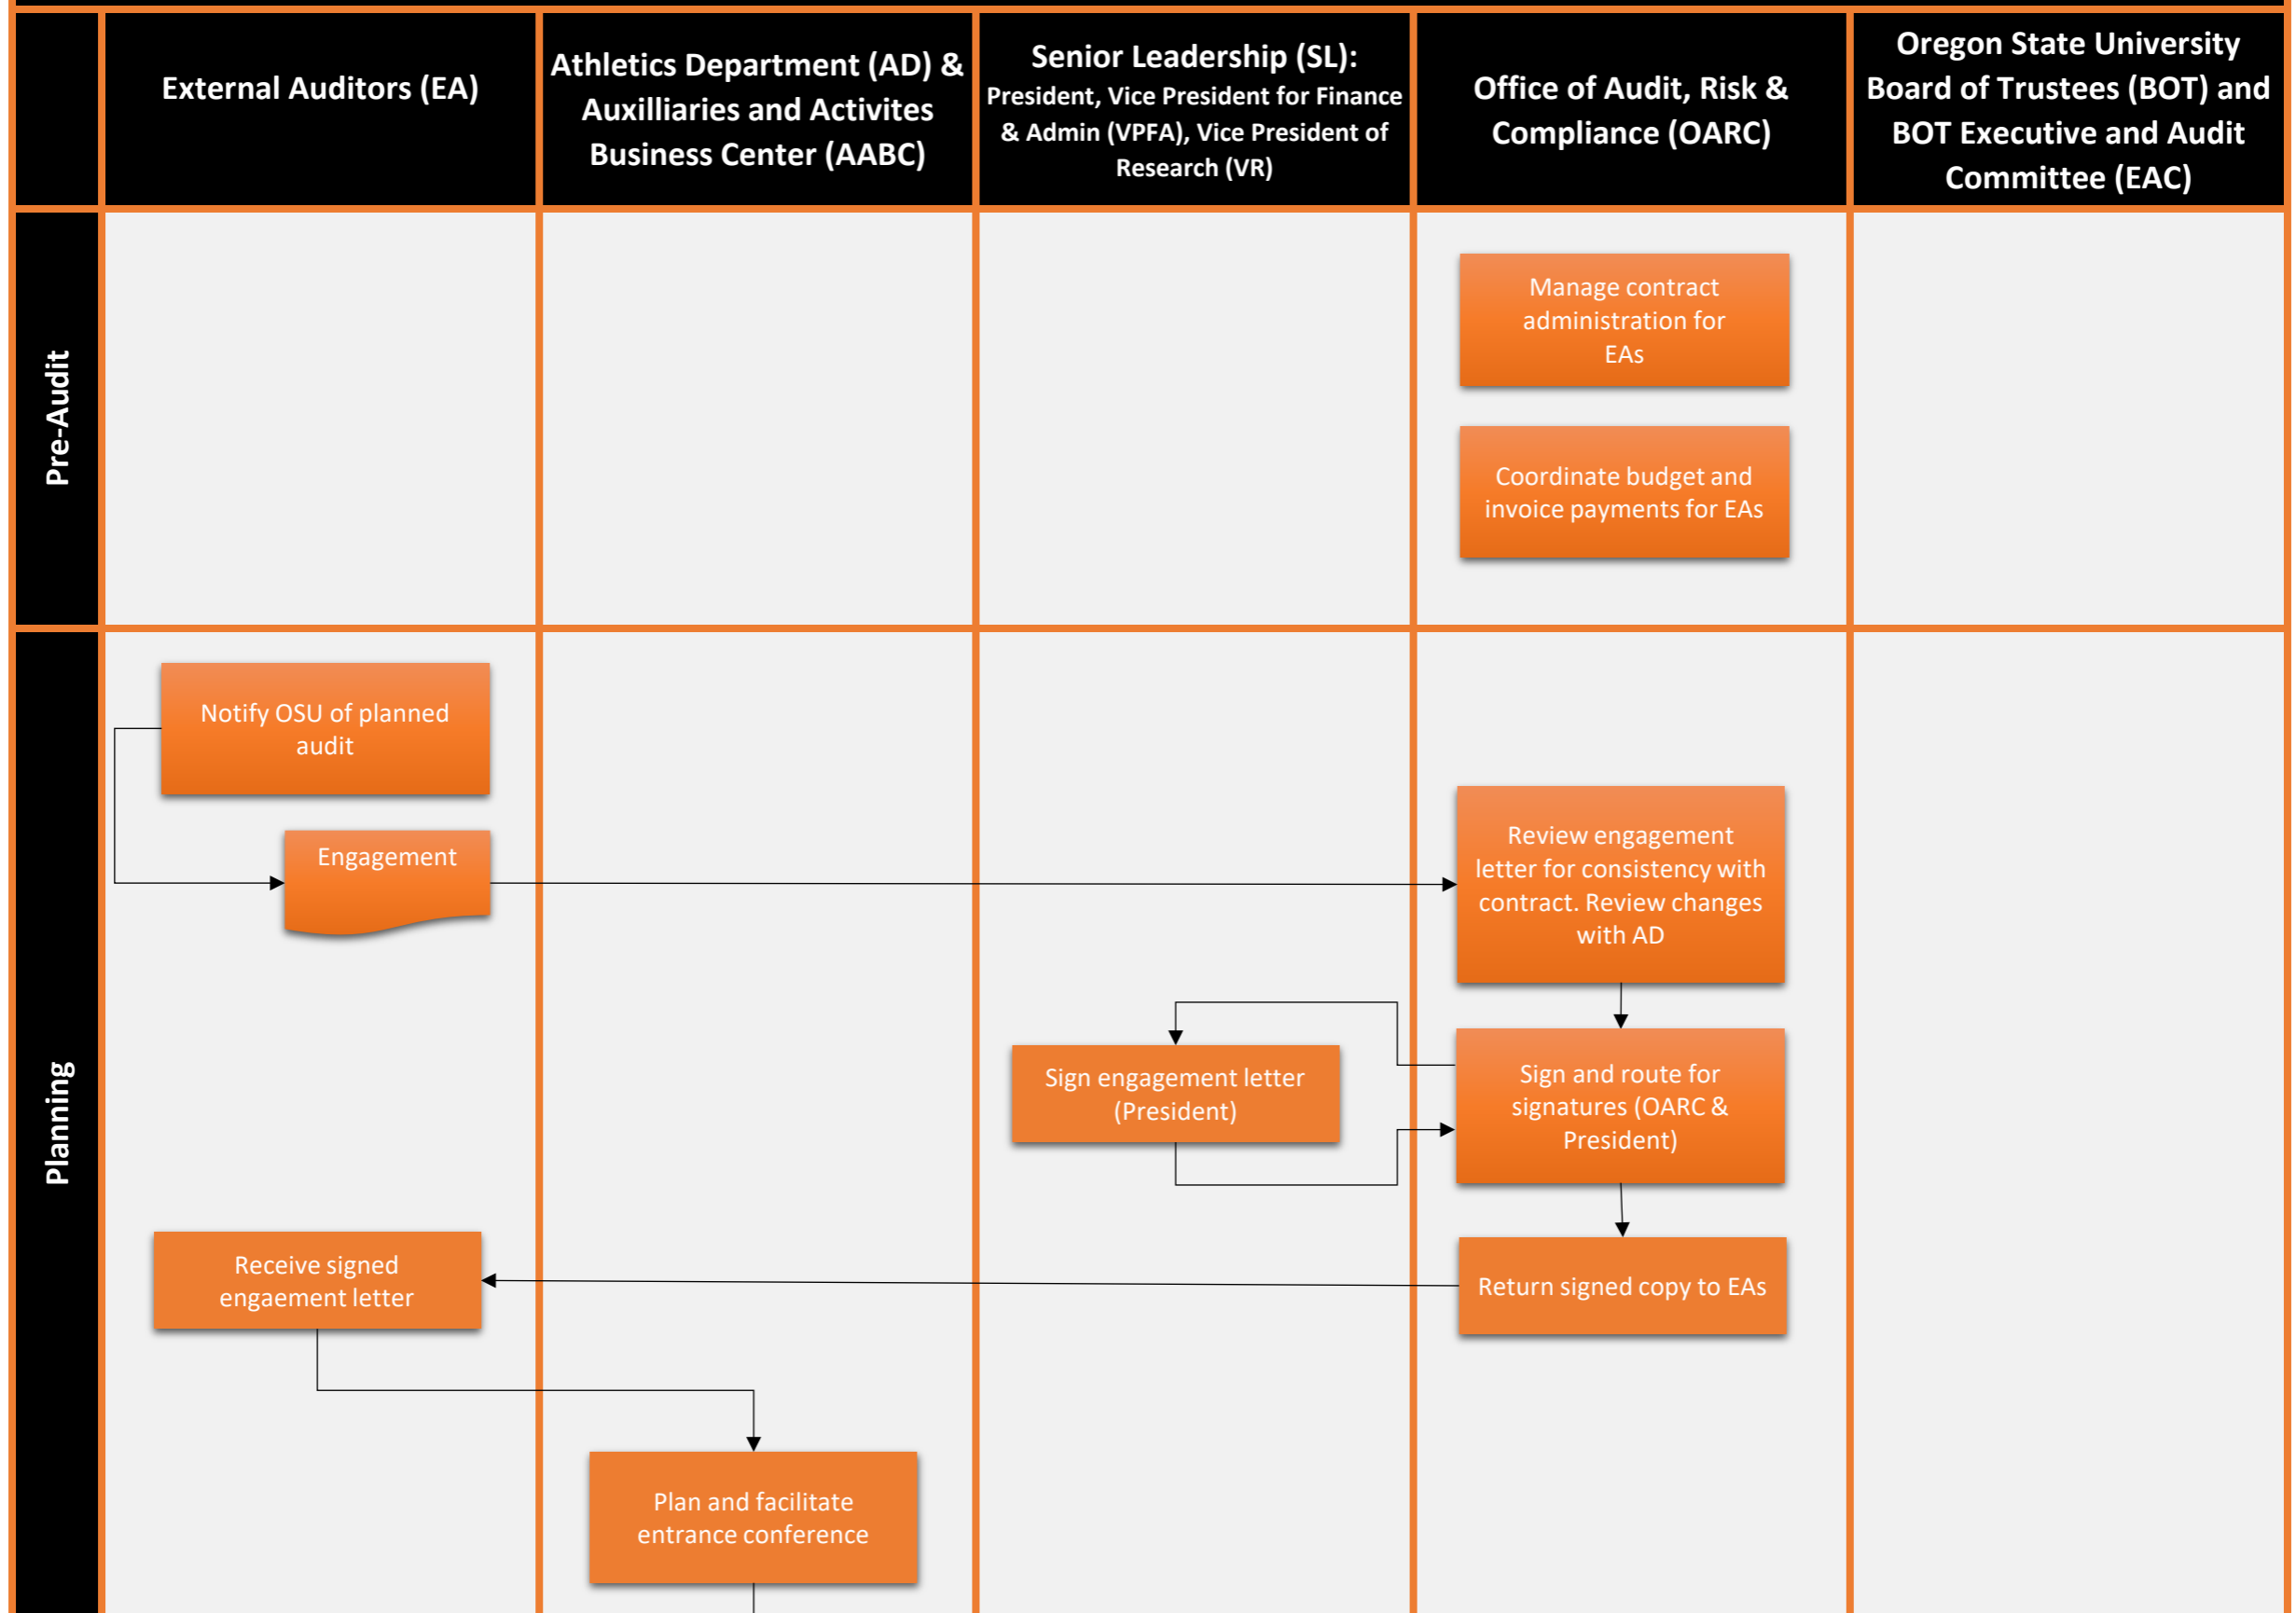 External Auditors (EA)
Athletics Department (AD) &
Auxilliaries and Activites
Business Center (AABC)
Senior Leadership (SL):
President, Vice President for Finance
& Admin (VPFA), Vice President of
Research (VR)
Office of Audit, Risk &
Compliance (OARC)
Oregon State University
Board of Trustees (BOT) and
BOT Executive and Audit
Committee (EAC)
Pre-Audit
Manage contract
administration for
EAs
Coordinate budget and
invoice payments for EAs
Planning
Notify OSU of planned
audit
Engagement
Review engagement
letter for consistency with
contract. Review changes
with AD
Sign engagement letter
(President)
Sign and route for
signatures (OARC &
President)
Receive signed
engaement letter
Return signed copy to EAs
Plan and facilitate
entrance conference